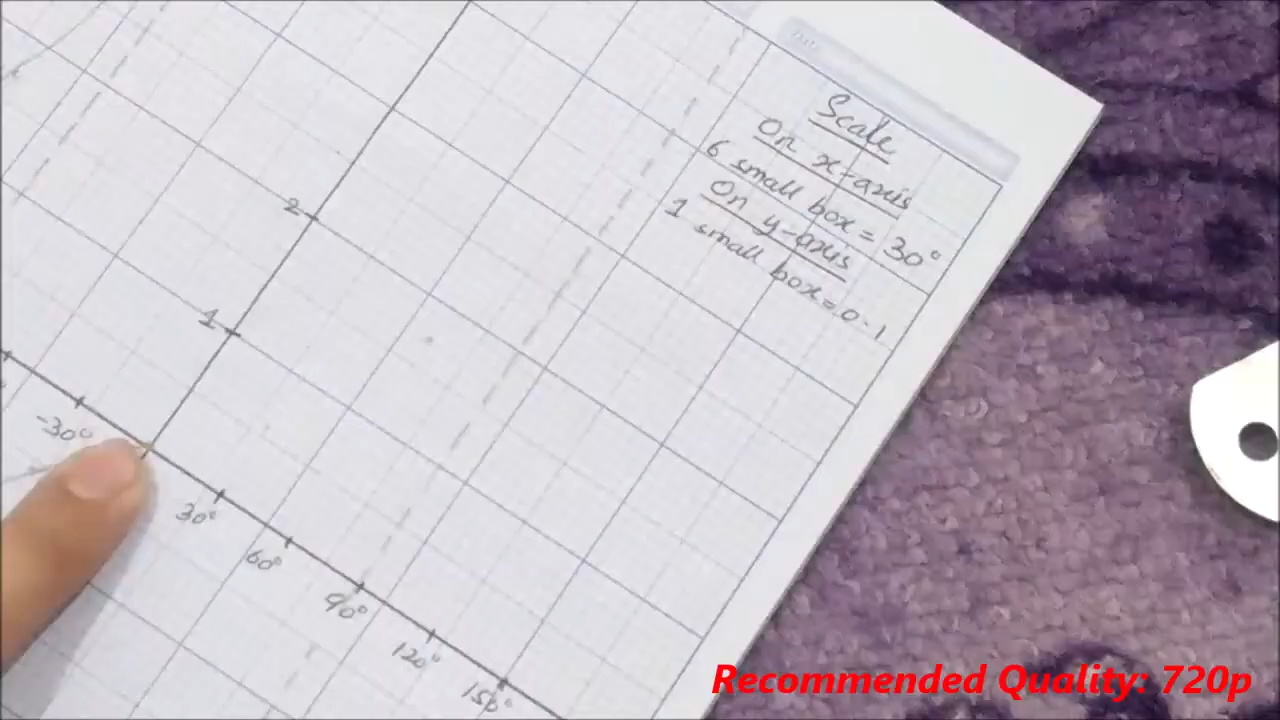 Scale
On x-axis
6 small box = 30°
On y-axis
1 small box = 0.1
2
1
-30°
30°
60°
90°
120°
150°
Recommended Quality: 720p